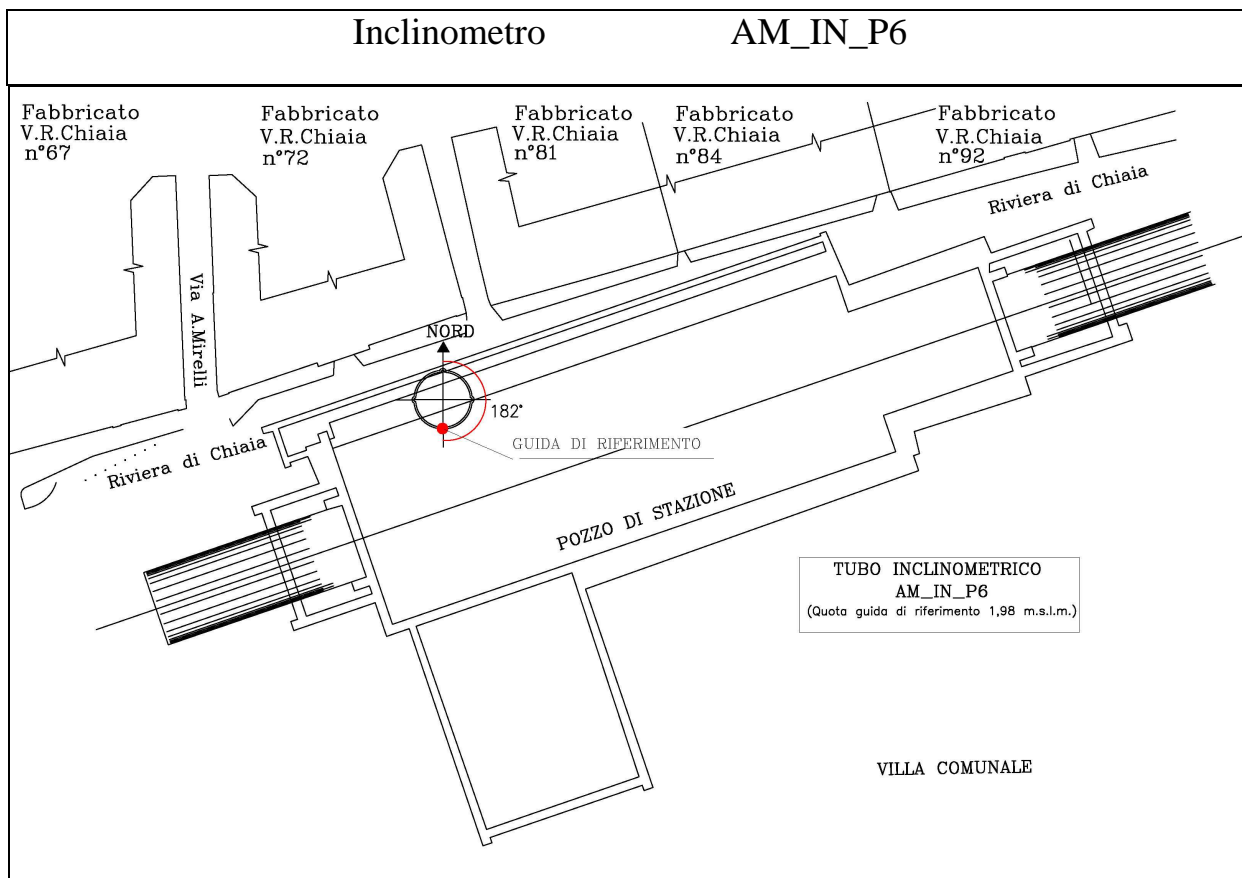 Inclinometro AM_IN_P6
Fabbricato
V.R.Chiaia
n°67
Fabbricato
V.R.Chiaia
n°72
Fabbricato
V.R.Chiaia
n°81
Fabbricato
V.R.Chiaia
n°84
Fabbricato
V.R.Chiaia
n°92
Riviera di Chiaia
Via A.Mirelli
NORD
182°
GUIDA DI RIFERIMENTO
Riviera di Chiaia
POZZO DI STAZIONE
TUBO INCLINOMETRICO
AM_IN_P6
(Quota guida di riferimento 1,98 m.s.l.m.)
VILLA COMUNALE